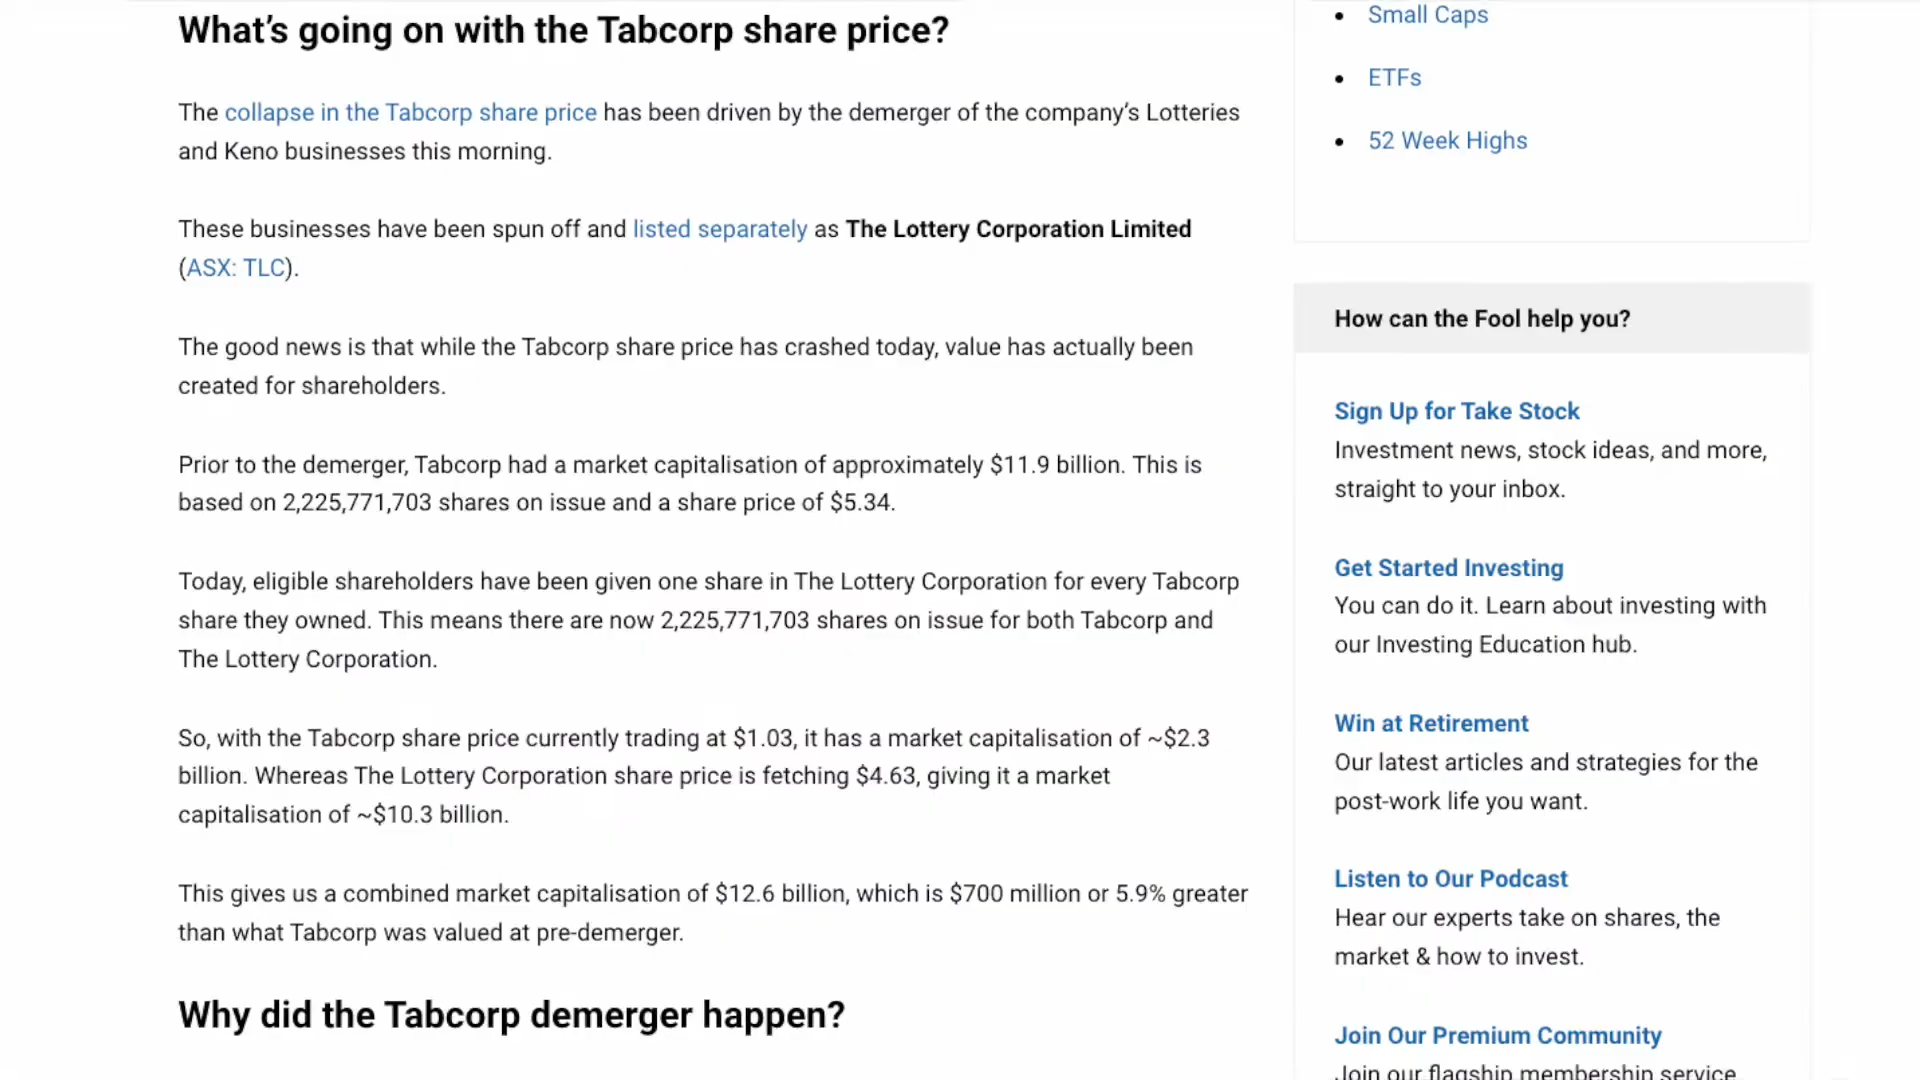 What's going on with the Tabcorp share price?
The collapse in the Tabcorp share price has been driven by the demerger of the company's Lotteries
and Keno businesses this morning.
These businesses have been spun off and listed separately as The Lottery Corporation Limited
(ASX: TLC).
The good news is that while the Tabcorp share price has crashed today, value has actually been
created for shareholders.
Prior to the demerger, Tabcorp had a market capitalisation of approximately $11.9 billion. This is
based on 2,225,771,703 shares on issue and a share price of $5.34.
Today, eligible shareholders have been given one share in The Lottery Corporation for every Tabcorp
share they owned. This means there are now 2,225,771,703 shares on issue for both Tabcorp and
The Lottery Corporation.
So, with the Tabcorp share price currently trading at $1.03, it has a market capitalisation of ~$2.3
billion. Whereas The Lottery Corporation share price is fetching $4.63, giving it a market
capitalisation of ~$10.3 billion.
This gives us a combined market capitalisation of $12.6 billion, which is $700 million or 5.9% greater
than what Tabcorp was valued at pre-demerger.
Why did the Tabcorp demerger happen?
Small Caps
ETFs
52 Week Highs
How can the Fool help you?
Sign Up for Take Stock
Investment news, stock ideas, and more,
straight to your inbox.
Get Started Investing
You can do it. Learn about investing with
our Investing Education hub.
Win at Retirement
Our latest articles and strategies for the
post-work life you want.
Listen to Our Podcast
Hear our experts take on shares, the
market & how to invest.
Join Our Premium Community
Join our flagship membership service